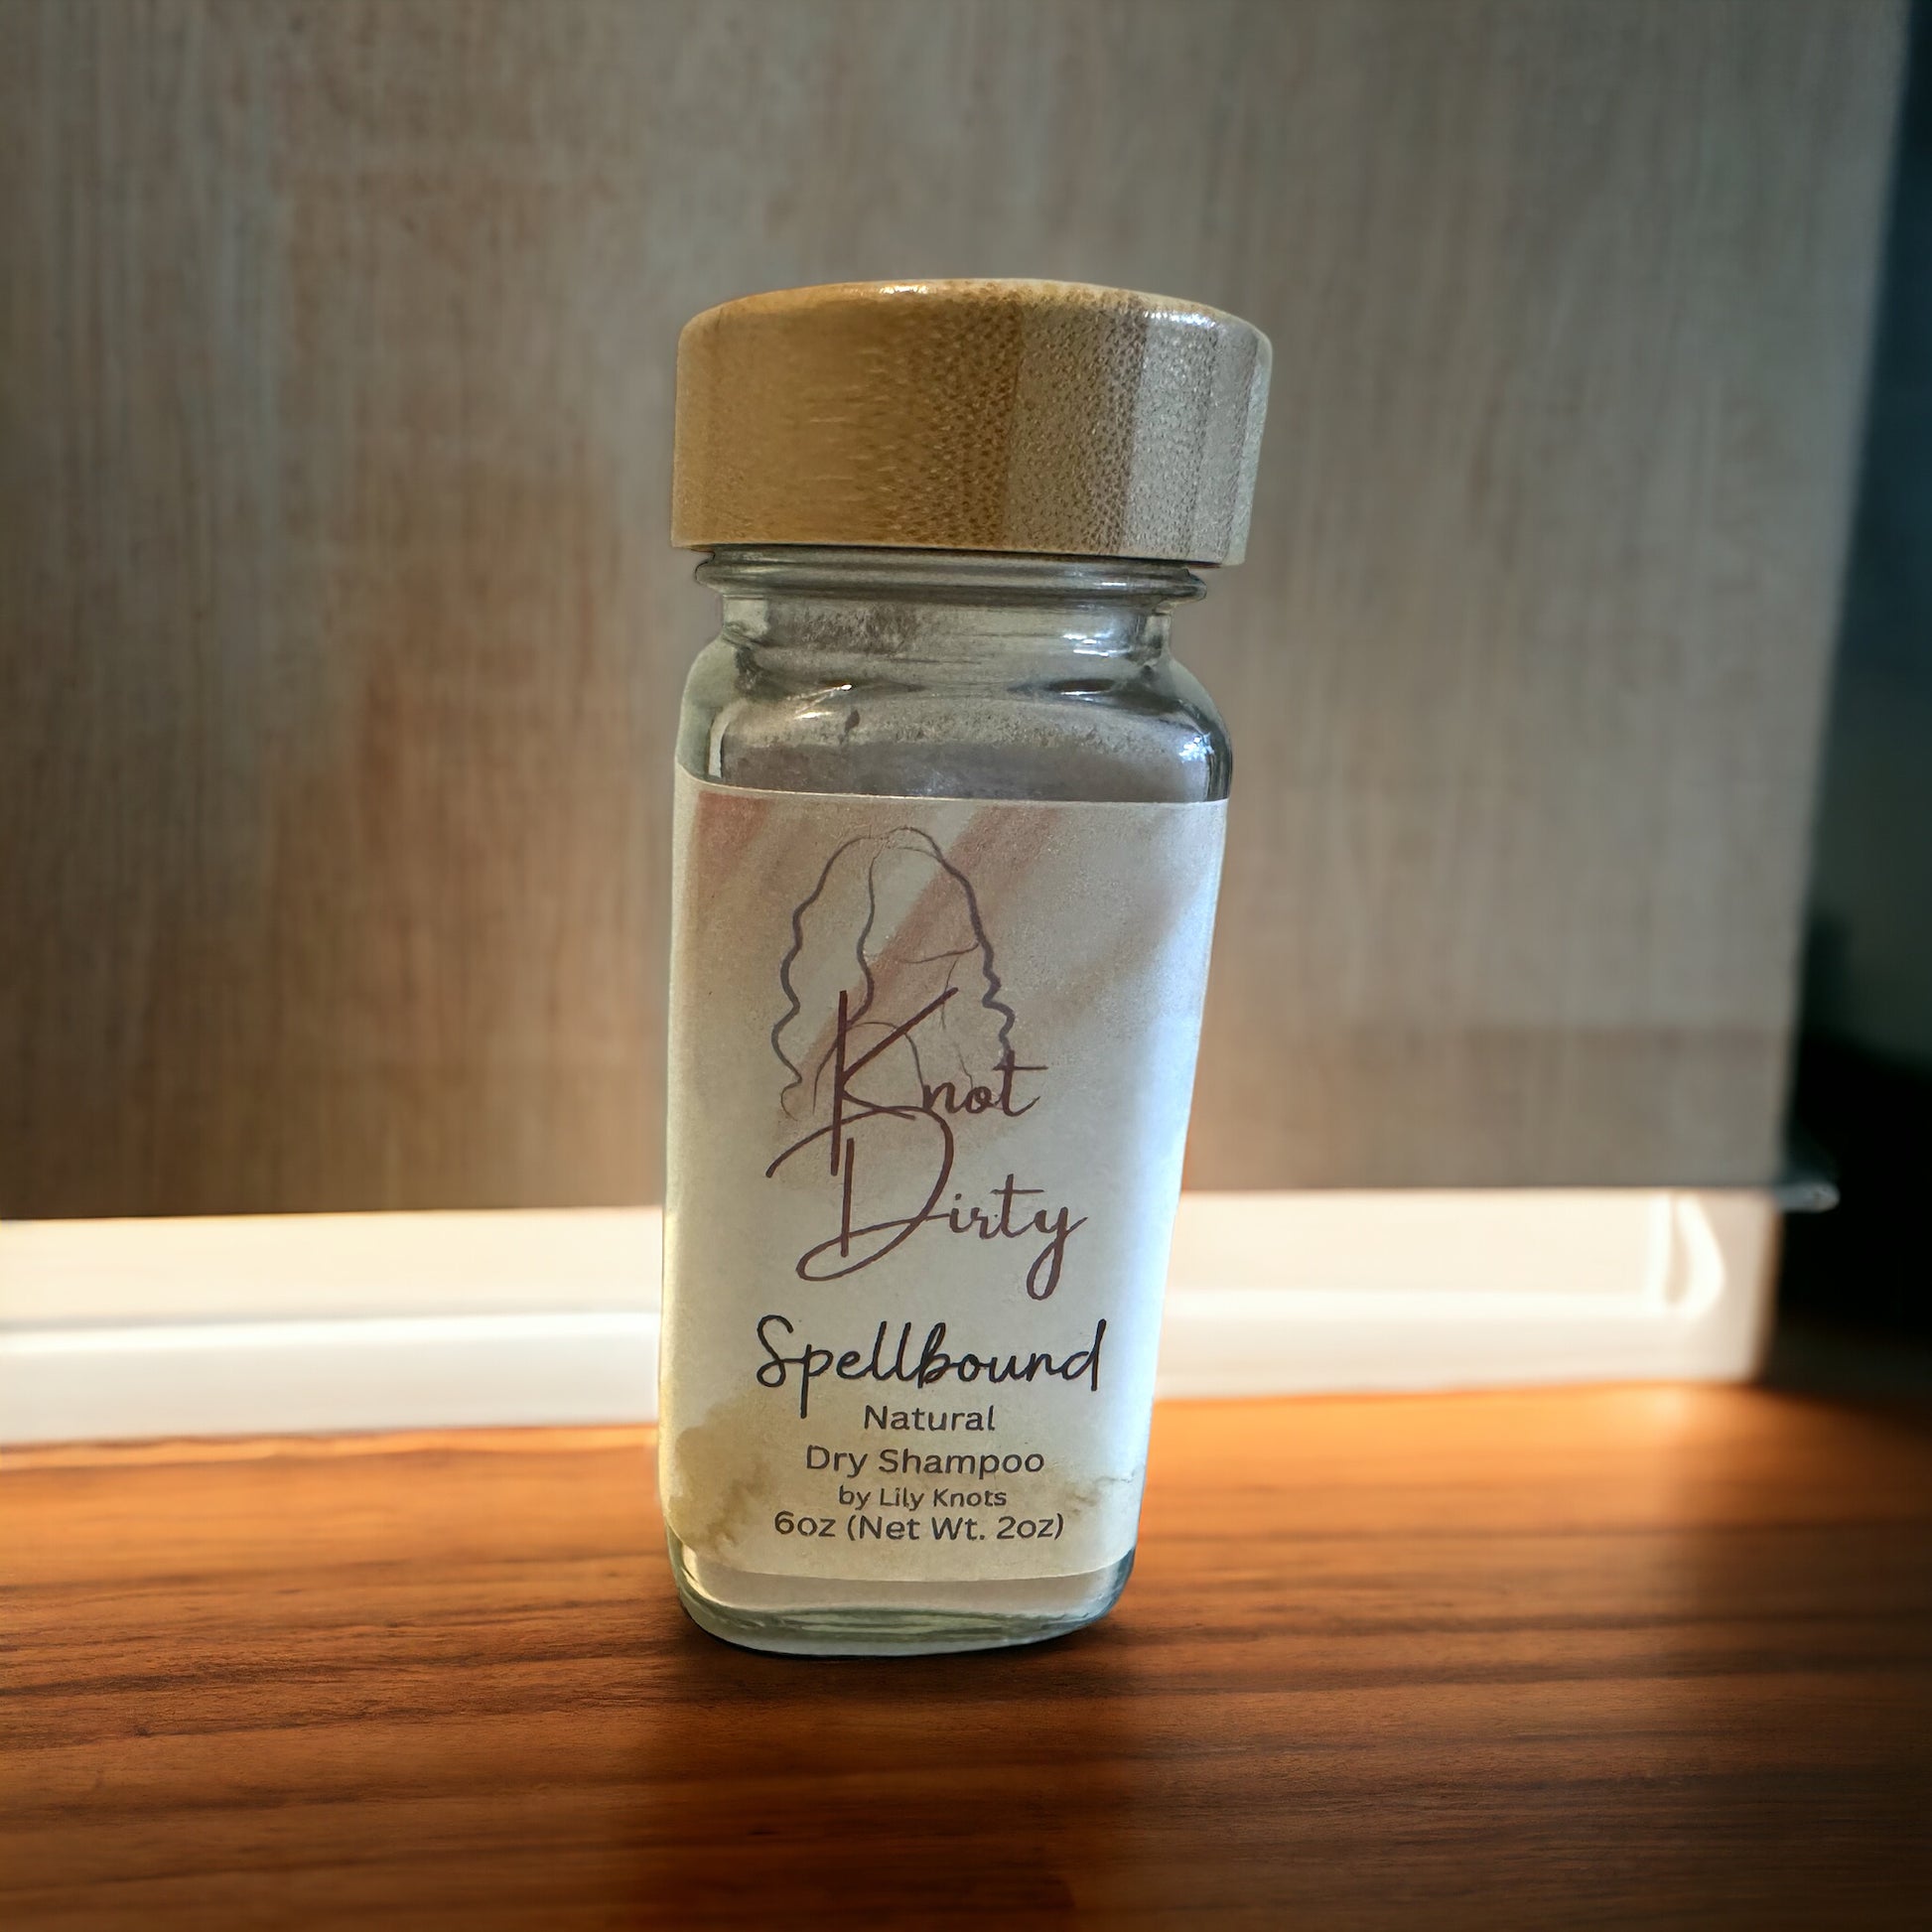 Knot
Dirty
Spellbound
Natural
Dry Shampoo
by Lily Knots
6oz (Net Wt. 2oz)